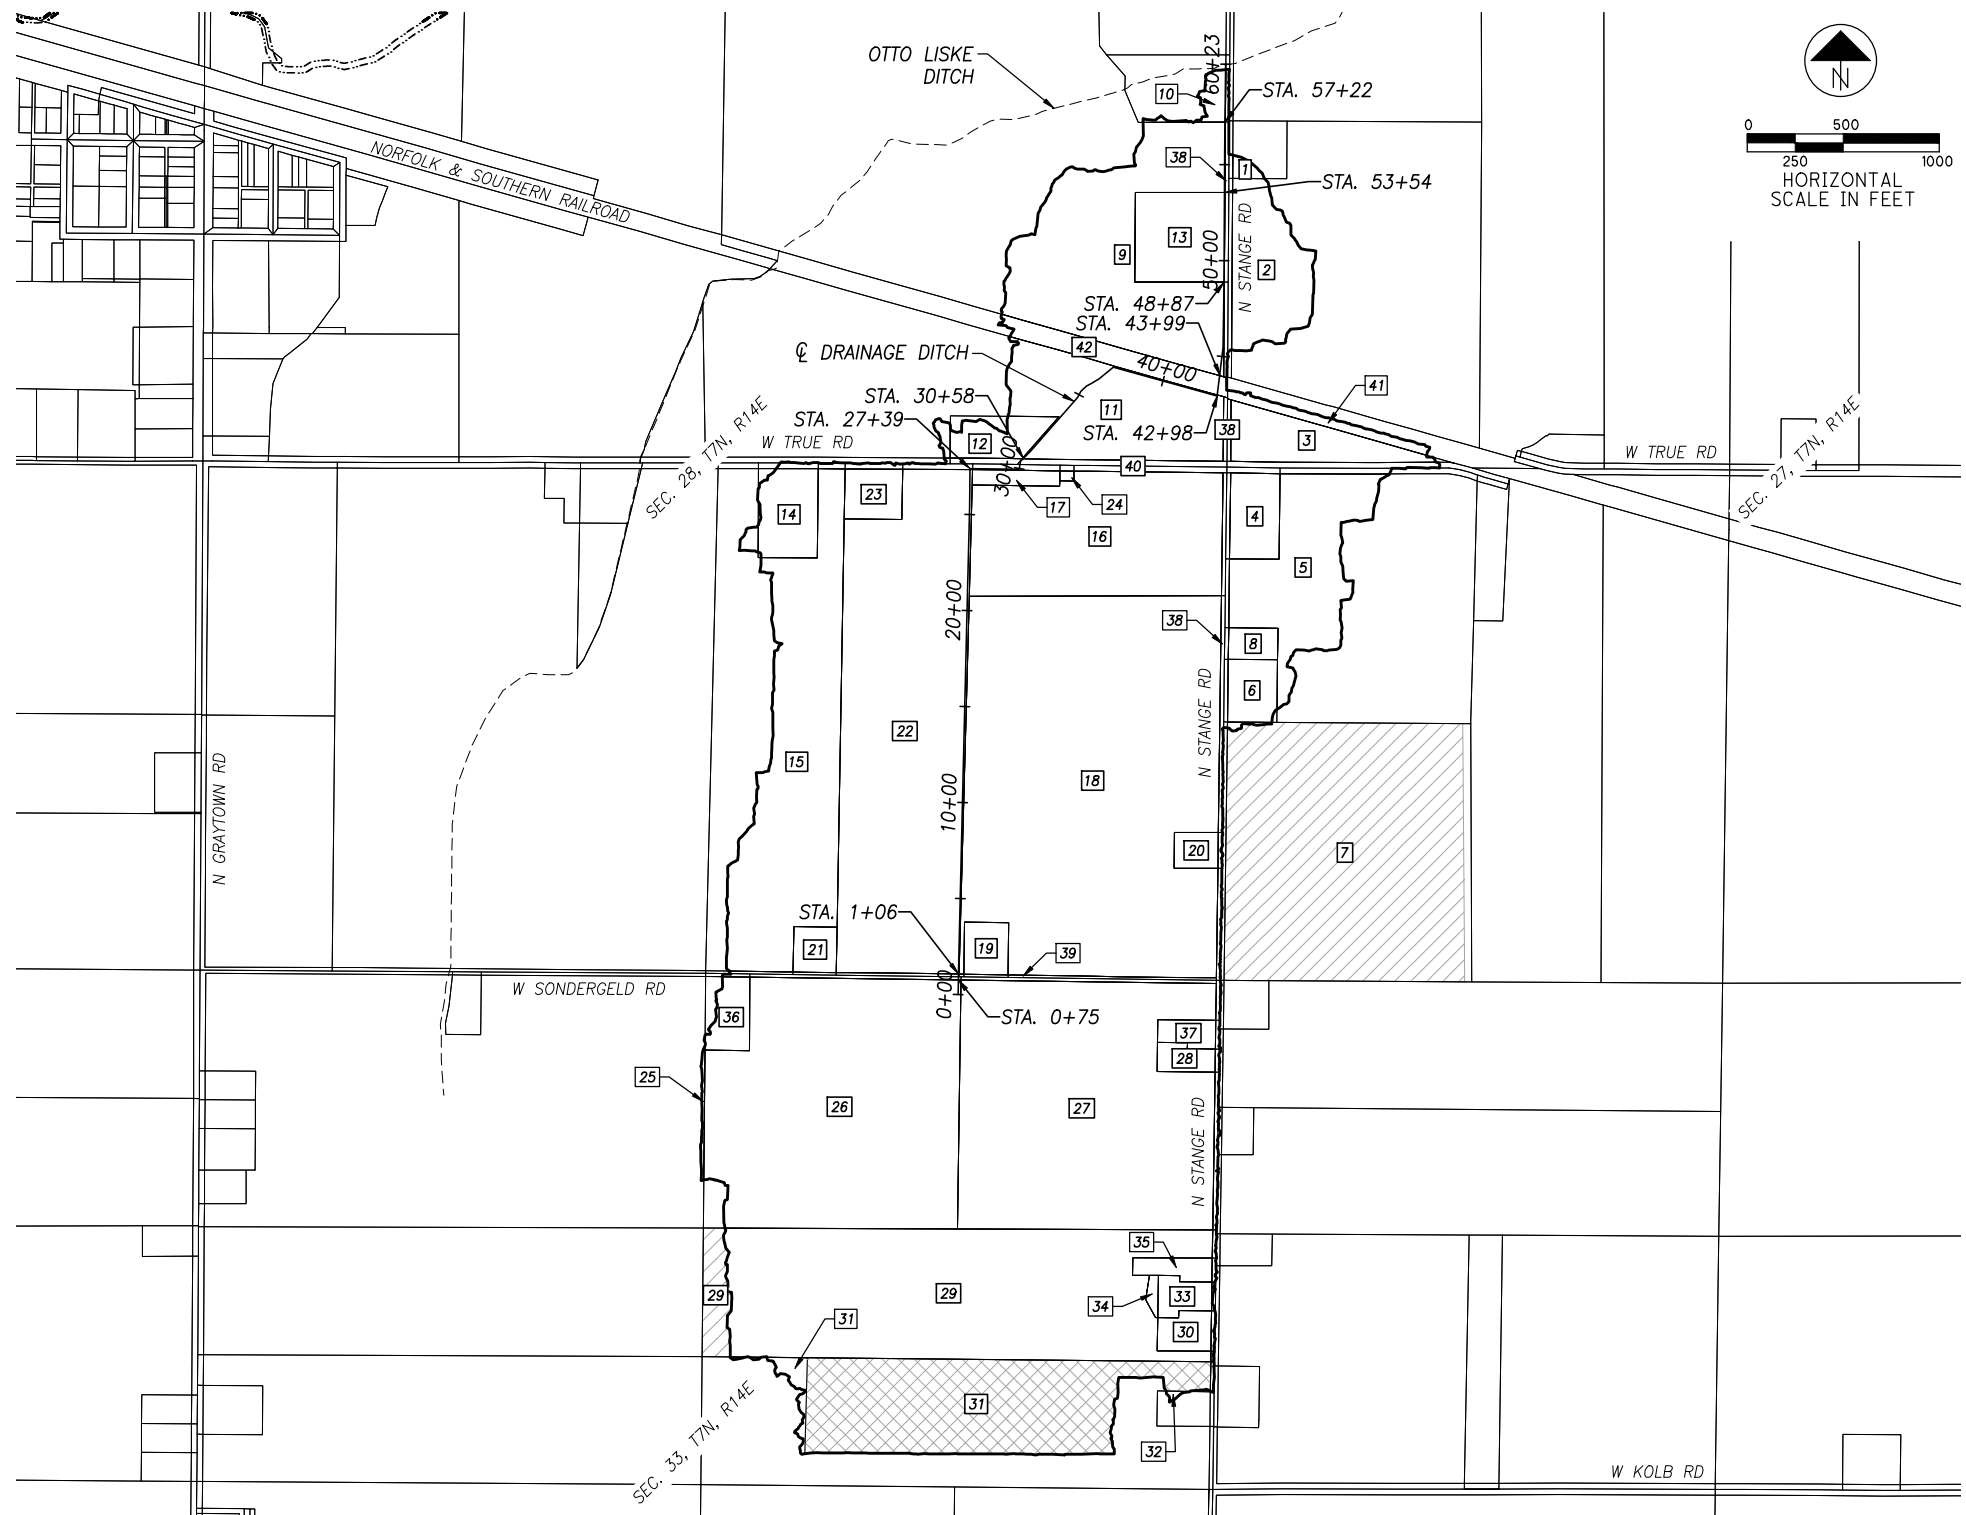 OTTO LISKE
DITCH
60+23
10
STA. 57+22
N
0 500
250 1000
HORIZONTAL
SCALE IN FEET
NORFOLK & SOUTHERN RAILROAD
38
1
STA. 53+54
13
9
50+00
N STANGE RD
2
STA. 48+87
STA. 43+99
42
℄ DRAINAGE DITCH
40+00
41
STA. 30+58
11
STA. 27+39
STA. 42+98
38
3
W TRUE RD
12
30+00
40
W TRUE RD
SEC. 28, T7N, R14E
SEC. 27, T7N, R14E
14
23
17
24
16
4
5
20+00
38
8
6
N STANGE RD
22
15
18
10+00
N GRAYTOWN RD
20
7
STA. 1+06
21
19
39
W SONDERGELD RD
0+00
STA. 0+75
36
37
28
25
26
27
N STANGE RD
35
29
29
34
33
31
30
31
32
SEC. 33, T7N, R14E
W KOLB RD